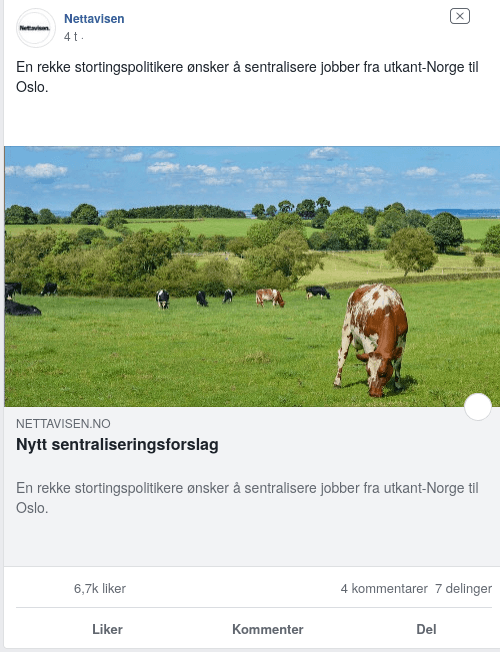 Nettavisen.
Nettavisen
4 t ·
En rekke stortingspolitikere ønsker å sentralisere jobber fra utkant-Norge til
Oslo.
NETTAVISEN.NO
Nytt sentraliseringsforslag
En rekke stortingspolitikere ønsker å sentralisere jobber fra utkant-Norge til
Oslo.
6,7k liker 4 kommentarer 7 delinger
Liker Kommenter Del